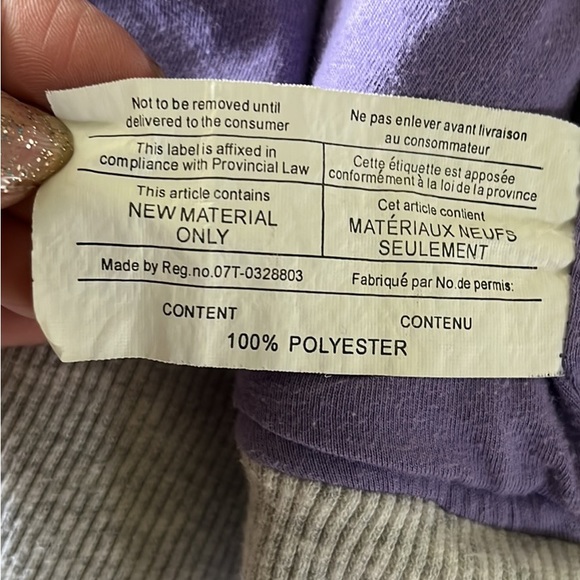 Not to be removed until
delivered to the consumer
Ne pas enlever avant livraison
au consommateur
This label is affixed in
compliance with Provincial Law
Cette étiquette est apposée
conformément à la loi de la province
This article contains
NEW MATERIAL
ONLY
Cet article contient
MATÉRIAUX NEUFS
SEULEMENT
Made by Reg.no.07T-0328803
Fabriqué par No.de permis:
CONTENT
CONTENU
100% POLYESTER